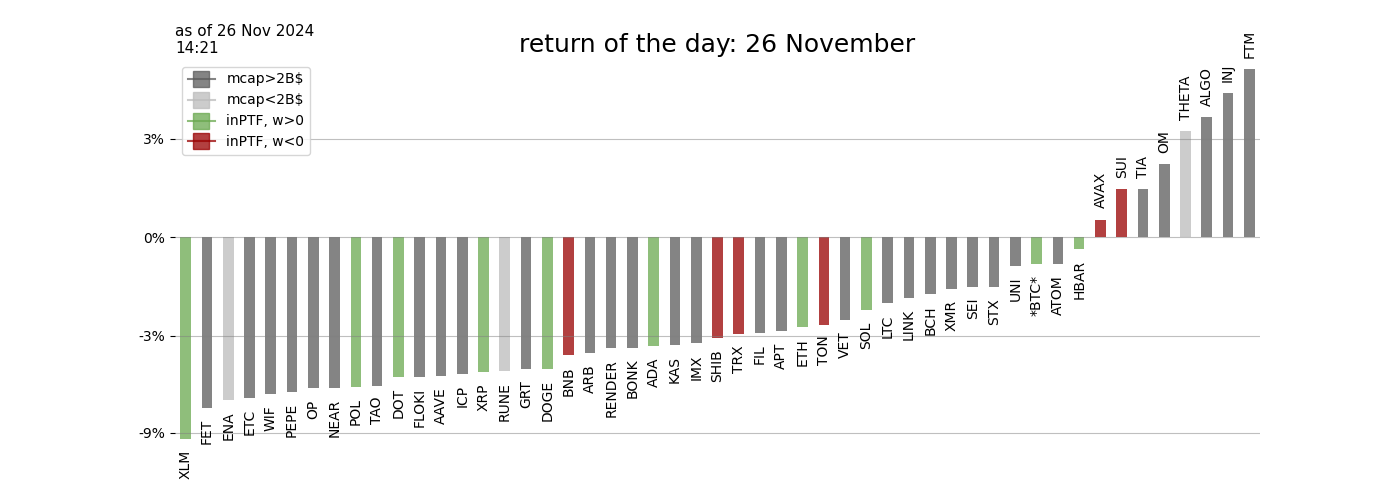 as of 26 Nov 2024
14:21
return of the day: 26 November
mcap>2B$
mcap<2B$
inPTF, w>0
inPTF, w<0
3%
0%
-3%
-9%
XLM
FET
ENA
ETC
WIF
PEPE
OP
NEAR
POL
TAO
DOT
FLOKI
AAVE
ICP
XRP
RUNE
GRT
DOGE
BNB
ARB
RENDER
BONK
ADA
KAS
IMX
SHIB
TRX
FIL
APT
ETH
TON
VET
SOL
LTC
LINK
BCH
XMR
SEI
STX
UNI
*BTC*
ATOM
HBAR
AVAX
SUI
TIA
OM
THETA
ALGO
INJ
FTM